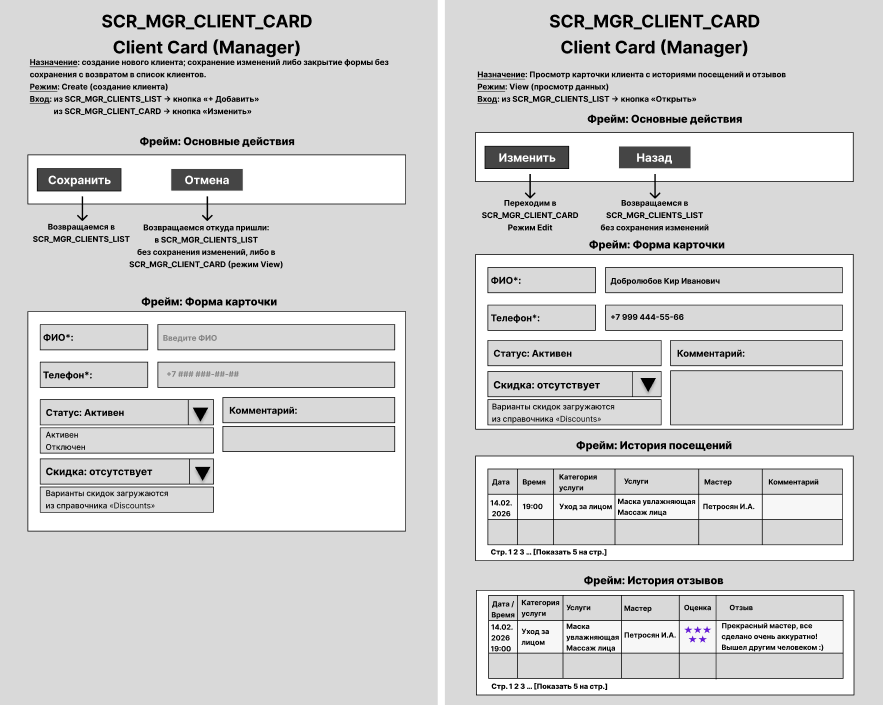 SCR_MGR_CLIENT_CARD
Client Card (Manager)
Назначение: создание нового клиента; сохранение изменений либо закрытие формы без
сохранения с возвратом в список клиентов.
Режим: Create (создание клиента)
Вход: из SCR_MGR_CLIENTS_LIST → кнопка «+ Добавить»
из SCR_MGR_CLIENT_CARD → кнопка «Изменить»
Фрейм: Основные действия
Сохранить
Отмена
Возвращаемся в
SCR_MGR_CLIENTS_LIST
Возвращаемся откуда пришли:
в SCR_MGR_CLIENTS_LIST
без сохранения изменений, либо в
SCR_MGR_CLIENT_CARD (режим View)
Фрейм: Форма карточки
ФИО*:
Введите ФИО
Телефон*:
+7 ### ###-##-##
Статус: Активен
Комментарий:
Активен
Отключен
Скидка: отсутствует
Варианты скидок загружаются
из справочника «Discounts»
SCR_MGR_CLIENT_CARD
Client Card (Manager)
Назначение: Просмотр карточки клиента с историями посещений и отзывов
Режим: View (просмотр данных)
Вход: из SCR_MGR_CLIENTS_LIST → кнопка «Открыть»
Фрейм: Основные действия
Изменить
Назад
Переходим в
SCR_MGR_CLIENT_CARD
Режим Edit
Возвращаемся в
SCR_MGR_CLIENTS_LIST
без сохранения изменений
Фрейм: Форма карточки
ФИО*:
Добролюбов Кир Иванович
Телефон*:
+7 999 444-55-66
Статус: Активен
Комментарий:
Скидка: отсутствует
Варианты скидок загружаются
из справочника «Discounts»
Фрейм: История посещений
Дата
Время
Категория
услуги
Услуги
Мастер
Комментарий
14.02.
2026
19:00
Уход за лицом
Маска увлажняющая
Массаж лица
Петросян И.А.
Стр. 1 2 3 ... [Показать 5 на стр.]
Фрейм: История отзывов
Дата /
Время
Категория
услуги
Услуги
Мастер
Оценка
Отзыв
14.02.
2026
19:00
Уход за
лицом
Маска
увлажняющая
Массаж лица
Петросян И.А.
★★★
★★
Прекрасный мастер, все
сделано очень аккуратно!
Вышел другим человеком :)
Стр. 1 2 3 ... [Показать 5 на стр.]